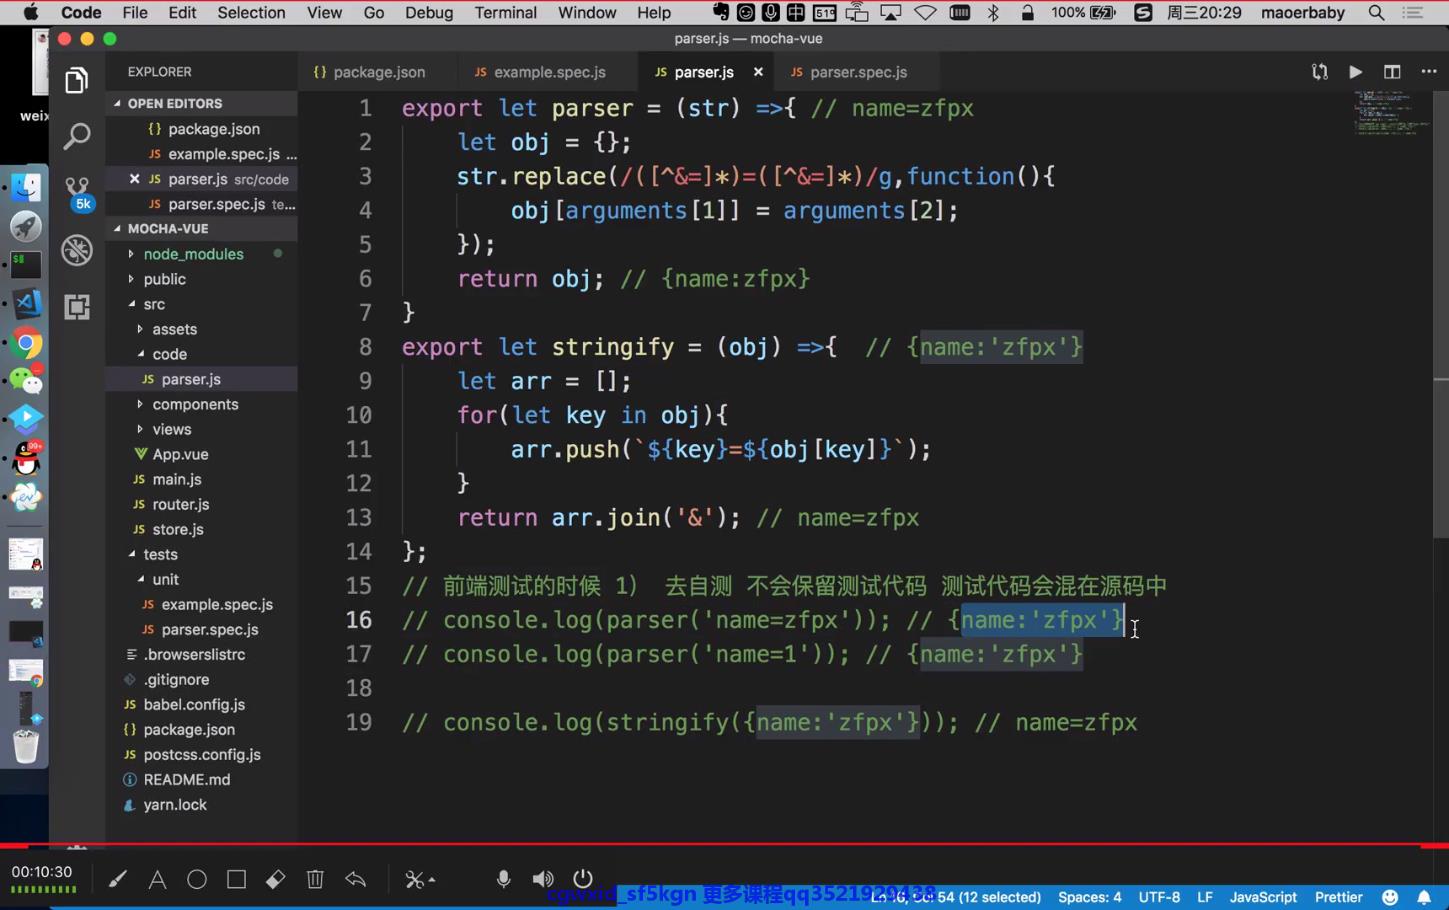 Code File Edit Selection View Go Debug Terminal Window Help 519 100% 周三20:29 maoerbaby
parser.js — mocha-vue
weix
EXPLORER
OPEN EDITORS
{} package.json
JS example.spec.js ...
× JS parser.js src/code
JS parser.spec.js te...
5k
MOCHA-VUE
node_modules
public
src
assets
code
JS parser.js
components
views
App.vue
JS main.js
JS router.js
JS store.js
tests
unit
JS example.spec.js
JS parser.spec.js
.browserslistrc
.gitignore
babel.config.js
package.json
postcss.config.js
README.md
yarn.lock
99+
{} package.json JS example.spec.js JS parser.js × JS parser.spec.js
1 export let parser = (str) =>{ // name=zfpx
2 let obj = {};
3 str.replace(/([^&=]*)=([^&=]*)/g,function(){
4 obj[arguments[1]] = arguments[2];
5 });
6 return obj; // {name:zfpx}
7 }
8 export let stringify = (obj) =>{ // {name:'zfpx'}
9 let arr = [];
10 for(let key in obj){
11 arr.push(`${key}=${obj[key]}`);
12 }
13 return arr.join('&'); // name=zfpx
14 };
15 // 前端测试的时候 1） 去自测 不会保留测试代码 测试代码会混在源码中
16 // console.log(parser('name=zfpx')); // {name:'zfpx'}
17 // console.log(parser('name=1')); // {name:'zfpx'}
18
19 // console.log(stringify({name:'zfpx'})); // name=zfpx
00:10:30
更多课程qq3521920438
(12 selected) Spaces: 4 UTF-8 LF JavaScript Prettier